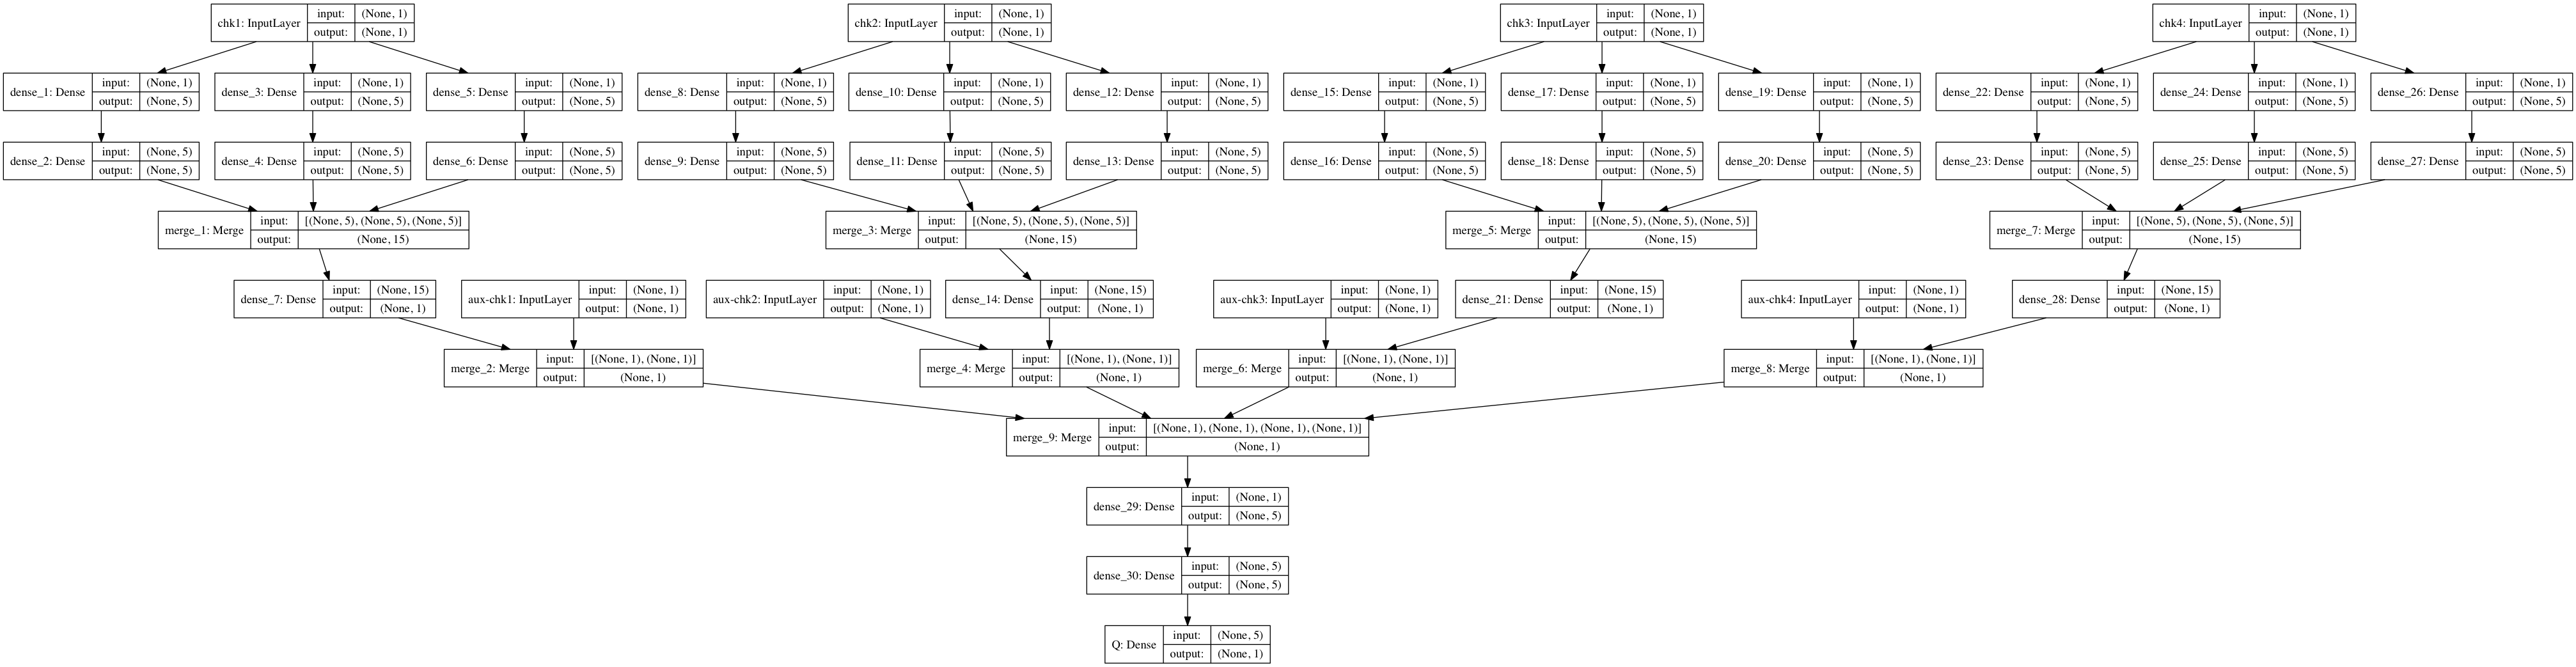 chk1: InputLayer input: (None, 1)
output: (None, 1)
chk2: InputLayer input: (None, 1)
output: (None, 1)
chk3: InputLayer input: (None, 1)
output: (None, 1)
chk4: InputLayer input: (None, 1)
output: (None, 1)
dense_1: Dense input: (None, 1)
output: (None, 5)
dense_3: Dense input: (None, 1)
output: (None, 5)
dense_5: Dense input: (None, 1)
output: (None, 5)
dense_8: Dense input: (None, 1)
output: (None, 5)
dense_10: Dense input: (None, 1)
output: (None, 5)
dense_12: Dense input: (None, 1)
output: (None, 5)
dense_15: Dense input: (None, 1)
output: (None, 5)
dense_17: Dense input: (None, 1)
output: (None, 5)
dense_19: Dense input: (None, 1)
output: (None, 5)
dense_22: Dense input: (None, 1)
output: (None, 5)
dense_24: Dense input: (None, 1)
output: (None, 5)
dense_26: Dense input: (None, 1)
output: (None, 5)
dense_2: Dense input: (None, 5)
output: (None, 5)
dense_4: Dense input: (None, 5)
output: (None, 5)
dense_6: Dense input: (None, 5)
output: (None, 5)
dense_9: Dense input: (None, 5)
output: (None, 5)
dense_11: Dense input: (None, 5)
output: (None, 5)
dense_13: Dense input: (None, 5)
output: (None, 5)
dense_16: Dense input: (None, 5)
output: (None, 5)
dense_18: Dense input: (None, 5)
output: (None, 5)
dense_20: Dense input: (None, 5)
output: (None, 5)
dense_23: Dense input: (None, 5)
output: (None, 5)
dense_25: Dense input: (None, 5)
output: (None, 5)
dense_27: Dense input: (None, 5)
output: (None, 5)
merge_1: Merge input: [(None, 5), (None, 5), (None, 5)]
output: (None, 15)
merge_3: Merge input: [(None, 5), (None, 5), (None, 5)]
output: (None, 15)
merge_5: Merge input: [(None, 5), (None, 5), (None, 5)]
output: (None, 15)
merge_7: Merge input: [(None, 5), (None, 5), (None, 5)]
output: (None, 15)
dense_7: Dense input: (None, 15)
output: (None, 1)
aux-chk1: InputLayer input: (None, 1)
output: (None, 1)
aux-chk2: InputLayer input: (None, 1)
output: (None, 1)
dense_14: Dense input: (None, 15)
output: (None, 1)
aux-chk3: InputLayer input: (None, 1)
output: (None, 1)
dense_21: Dense input: (None, 15)
output: (None, 1)
aux-chk4: InputLayer input: (None, 1)
output: (None, 1)
dense_28: Dense input: (None, 15)
output: (None, 1)
merge_2: Merge input: [(None, 1), (None, 1)]
output: (None, 1)
merge_4: Merge input: [(None, 1), (None, 1)]
output: (None, 1)
merge_6: Merge input: [(None, 1), (None, 1)]
output: (None, 1)
merge_8: Merge input: [(None, 1), (None, 1)]
output: (None, 1)
merge_9: Merge input: [(None, 1), (None, 1), (None, 1), (None, 1)]
output: (None, 1)
dense_29: Dense input: (None, 1)
output: (None, 5)
dense_30: Dense input: (None, 5)
output: (None, 5)
Q: Dense input: (None, 5)
output: (None, 1)